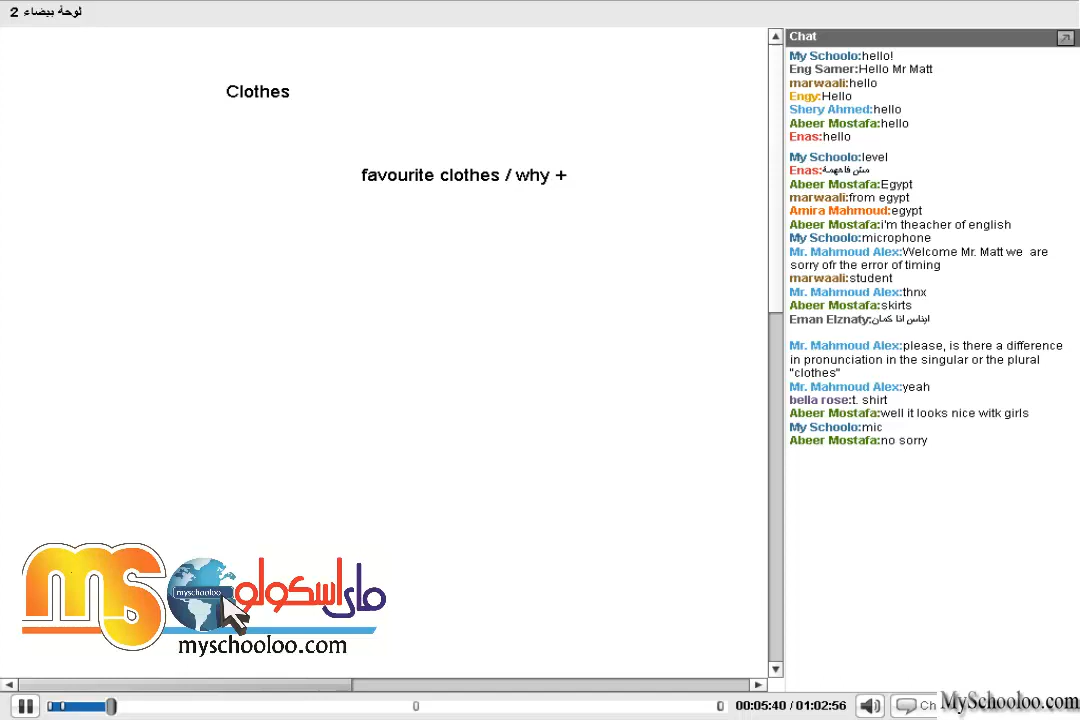 لوحة بيضاء 2
Clothes
favourite clothes / why +
ms
myschooloo
ماى اسكولو
myschooloo.com
Chat
My Schoolo:hello!
Eng Samer:Hello Mr Matt
marwaali:hello
Engy:Hello
Shery Ahmed:hello
Abeer Mostafa:hello
Enas:hello
My Schoolo:level
Enas:مش فاهمة
Abeer Mostafa:Egypt
marwaali:from egypt
Amira Mahmoud:egypt
Abeer Mostafa:i'm theacher of english
My Schoolo:microphone
Mr. Mahmoud Alex:Welcome Mr. Matt we are
sorry ofr the error of timing
marwaali:student
Mr. Mahmoud Alex:thnx
Abeer Mostafa:skirts
Eman Elznaty:ايناس انا كمان
Mr. Mahmoud Alex:please, is there a difference
in pronunciation in the singular or the plural
"clothes"
Mr. Mahmoud Alex:yeah
bella rose:t. shirt
Abeer Mostafa:well it looks nice witk girls
My Schoolo:mic
Abeer Mostafa:no sorry
00:05:40 / 01:02:56
Ch
MySchooloo.com